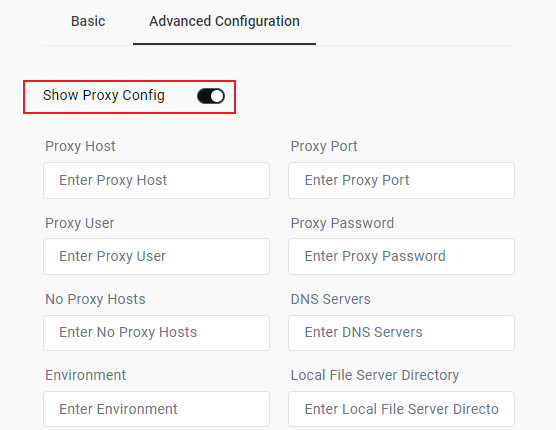 Basic
Advanced Configuration
Show Proxy Config
Proxy Host
Proxy Port
Enter Proxy Host
Enter Proxy Port
Proxy User
Proxy Password
Enter Proxy User
Enter Proxy Password
No Proxy Hosts
DNS Servers
Enter No Proxy Hosts
Enter DNS Servers
Environment
Local File Server Directory
Enter Environment
Enter Local File Server Directo